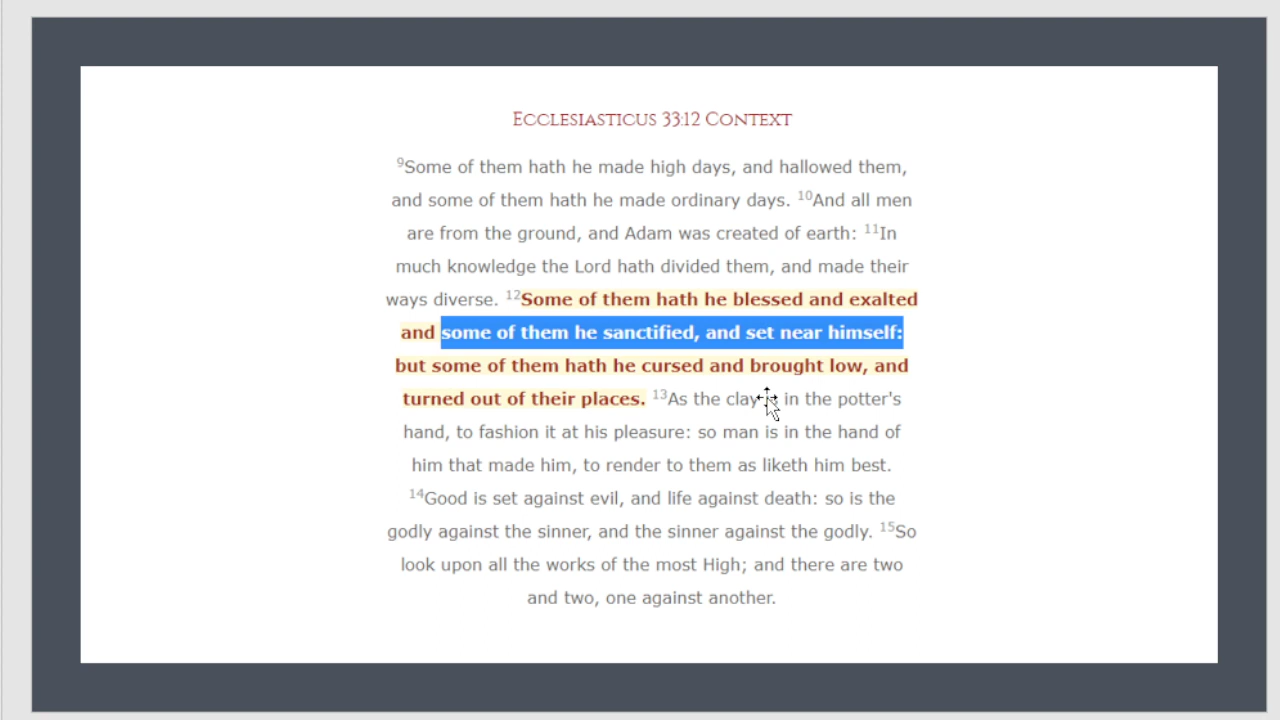 Ecclesiasticus 33:12 Context
9Some of them hath he made high days, and hallowed them,
and some of them hath he made ordinary days. 10And all men
are from the ground, and Adam was created of earth: 11In
much knowledge the Lord hath divided them, and made their
ways diverse. 12Some of them hath he blessed and exalted
and some of them he sanctified, and set near himself:
but some of them hath he cursed and brought low, and
turned out of their places. 13As the clay in the potter's
hand, to fashion it at his pleasure: so man is in the hand of
him that made him, to render to them as liketh him best.
14Good is set against evil, and life against death: so is the
godly against the sinner, and the sinner against the godly. 15So
look upon all the works of the most High; and there are two
and two, one against another.